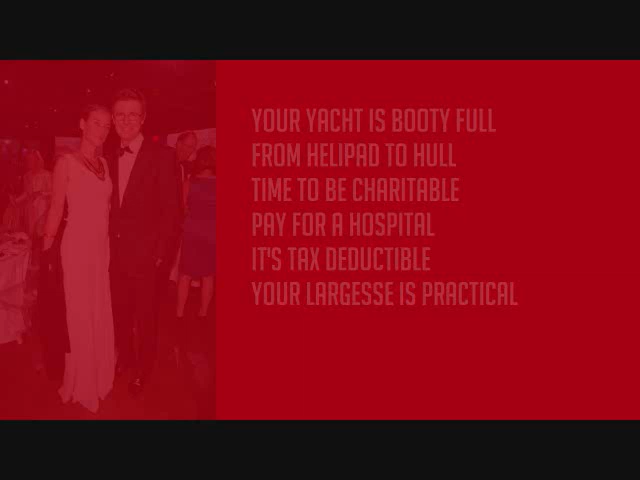 YOUR YACHT IS BOOTY FULL
FROM HELIPAD TO HULL
TIME TO BE CHARITABLE
PAY FOR A HOSPITAL
IT'S TAX DEDUCTIBLE
YOUR LARGESSE IS PRACTICAL